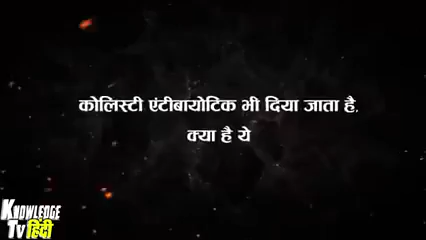 कोलिस्टी एंटीबायोटिक भी दिया जाता है.
क्या है ये
KNOWLEDGE
TV हिंदी